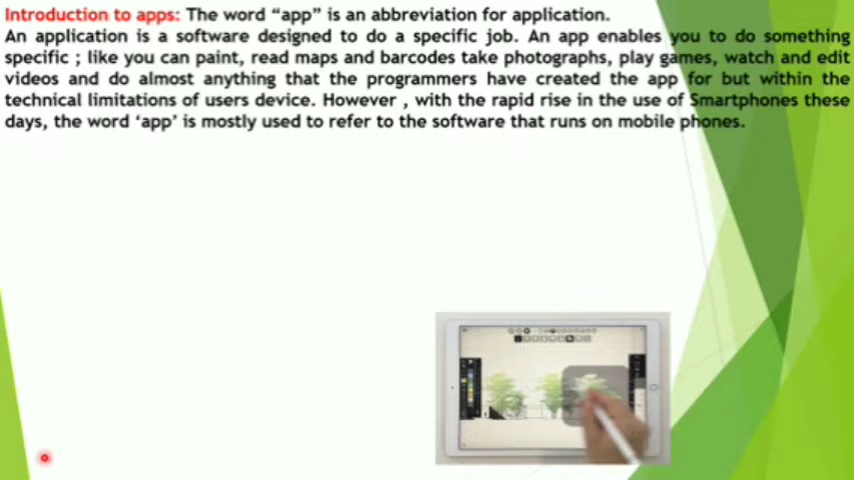 Introduction to apps: The word “app” is an abbreviation for application.
An application is a software designed to do a specific job. An app enables you to do something
specific ; like you can paint, read maps and barcodes take photographs, play games, watch and edit
videos and do almost anything that the programmers have created the app for but within the
technical limitations of users device. However , with the rapid rise in the use of Smartphones these
days, the word ‘app’ is mostly used to refer to the software that runs on mobile phones.